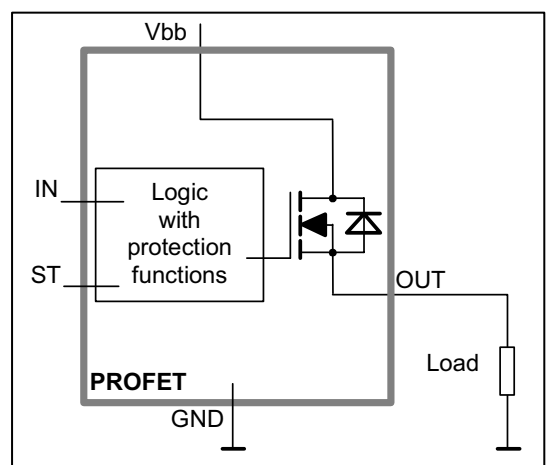 Vbb
IN
Logic
with
protection
functions
ST
OUT
Load
PROFET
GND